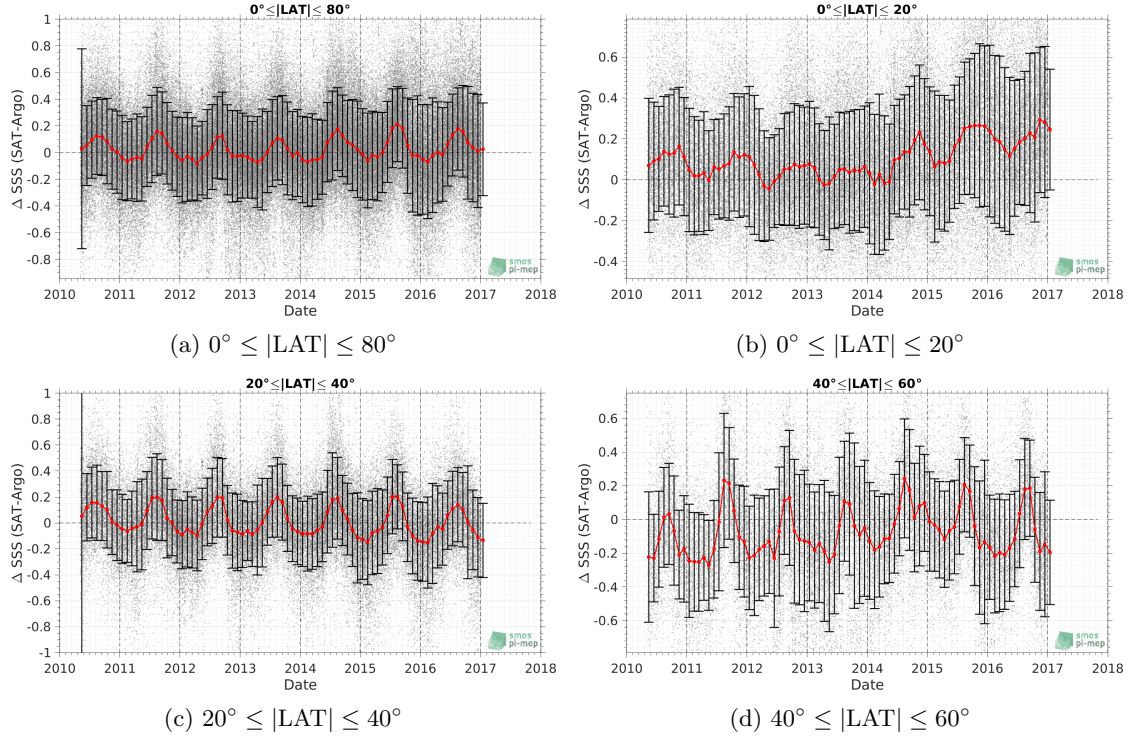 0°≤|LAT|≤ 80°
Δ SSS (SAT-Argo)
1
0.8
0.6
0.4
0.2
0
-0.2
-0.4
-0.6
-0.8
2010 2011 2012 2013 2014 2015 2016 2017 2018
Date
smos
pi-mep
(a) 0° ≤ |LAT| ≤ 80°
0°≤|LAT|≤ 20°
Δ SSS (SAT-Argo)
0.6
0.4
0.2
0
-0.2
-0.4
2010 2011 2012 2013 2014 2015 2016 2017 2018
Date
smos
pi-mep
(b) 0° ≤ |LAT| ≤ 20°
20°≤|LAT|≤ 40°
Δ SSS (SAT-Argo)
1
0.8
0.6
0.4
0.2
0
-0.2
-0.4
-0.6
-0.8
-1
2010 2011 2012 2013 2014 2015 2016 2017 2018
Date
smos
pi-mep
(c) 20° ≤ |LAT| ≤ 40°
40°≤|LAT|≤ 60°
Δ SSS (SAT-Argo)
0.6
0.4
0.2
0
-0.2
-0.4
-0.6
2010 2011 2012 2013 2014 2015 2016 2017 2018
Date
smos
pi-mep
(d) 40° ≤ |LAT| ≤ 60°